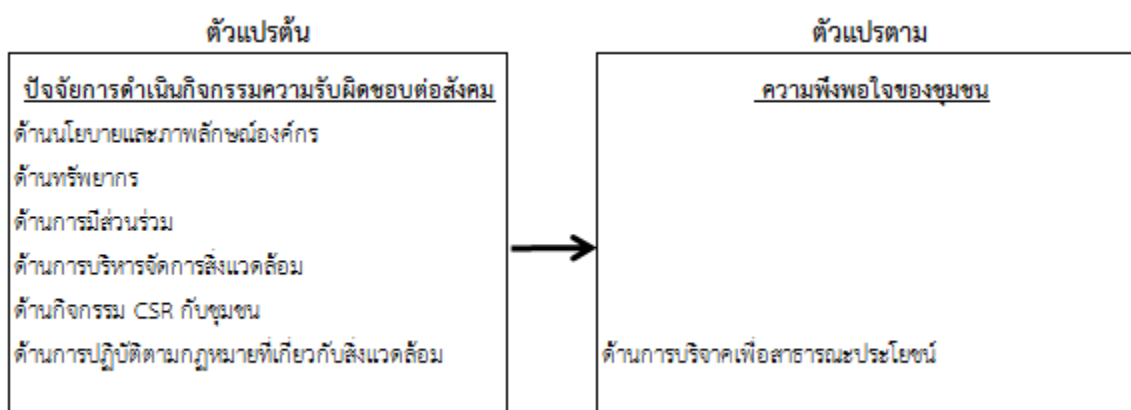 ตัวแปรต้น
ปัจจัยการดำเนินกิจกรรมความรับผิดชอบต่อสังคม
ด้านนโยบายและภาพลักษณ์องค์กร
ด้านทรัพยากร
ด้านการมีส่วนร่วม
ด้านการบริหารจัดการสิ่งแวดล้อม
ด้านกิจกรรม CSR กับชุมชน
ด้านการปฏิบัติตามกฎหมายที่เกี่ยวกับสิ่งแวดล้อม
ตัวแปรตาม
ความพึงพอใจของชุมชน
ด้านการบริจาคเพื่อสาธารณะประโยชน์